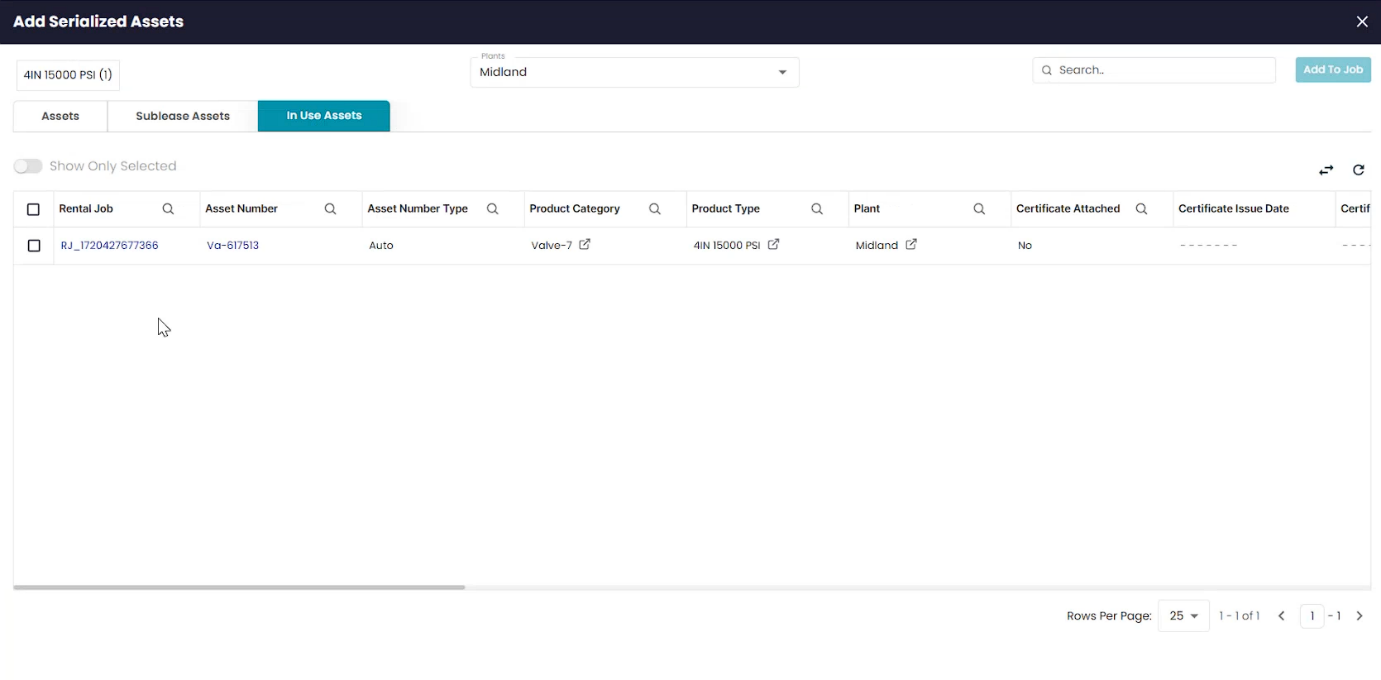 Add Serialized Assets
4IN 15000 PSI (1)
Plants
Midland
Search..
Add To Job
Assets Sublease Assets In Use Assets
Show Only Selected
Rental Job Asset Number Asset Number Type Product Category Product Type Plant Certificate Attached Certificate Issue Date Certif
RJ_1720427677366 Va-617513 Auto Valve-7 4IN 15000 PSI Midland No ------- ----
Rows Per Page: 25 1 - 1 of 1 1 - 1